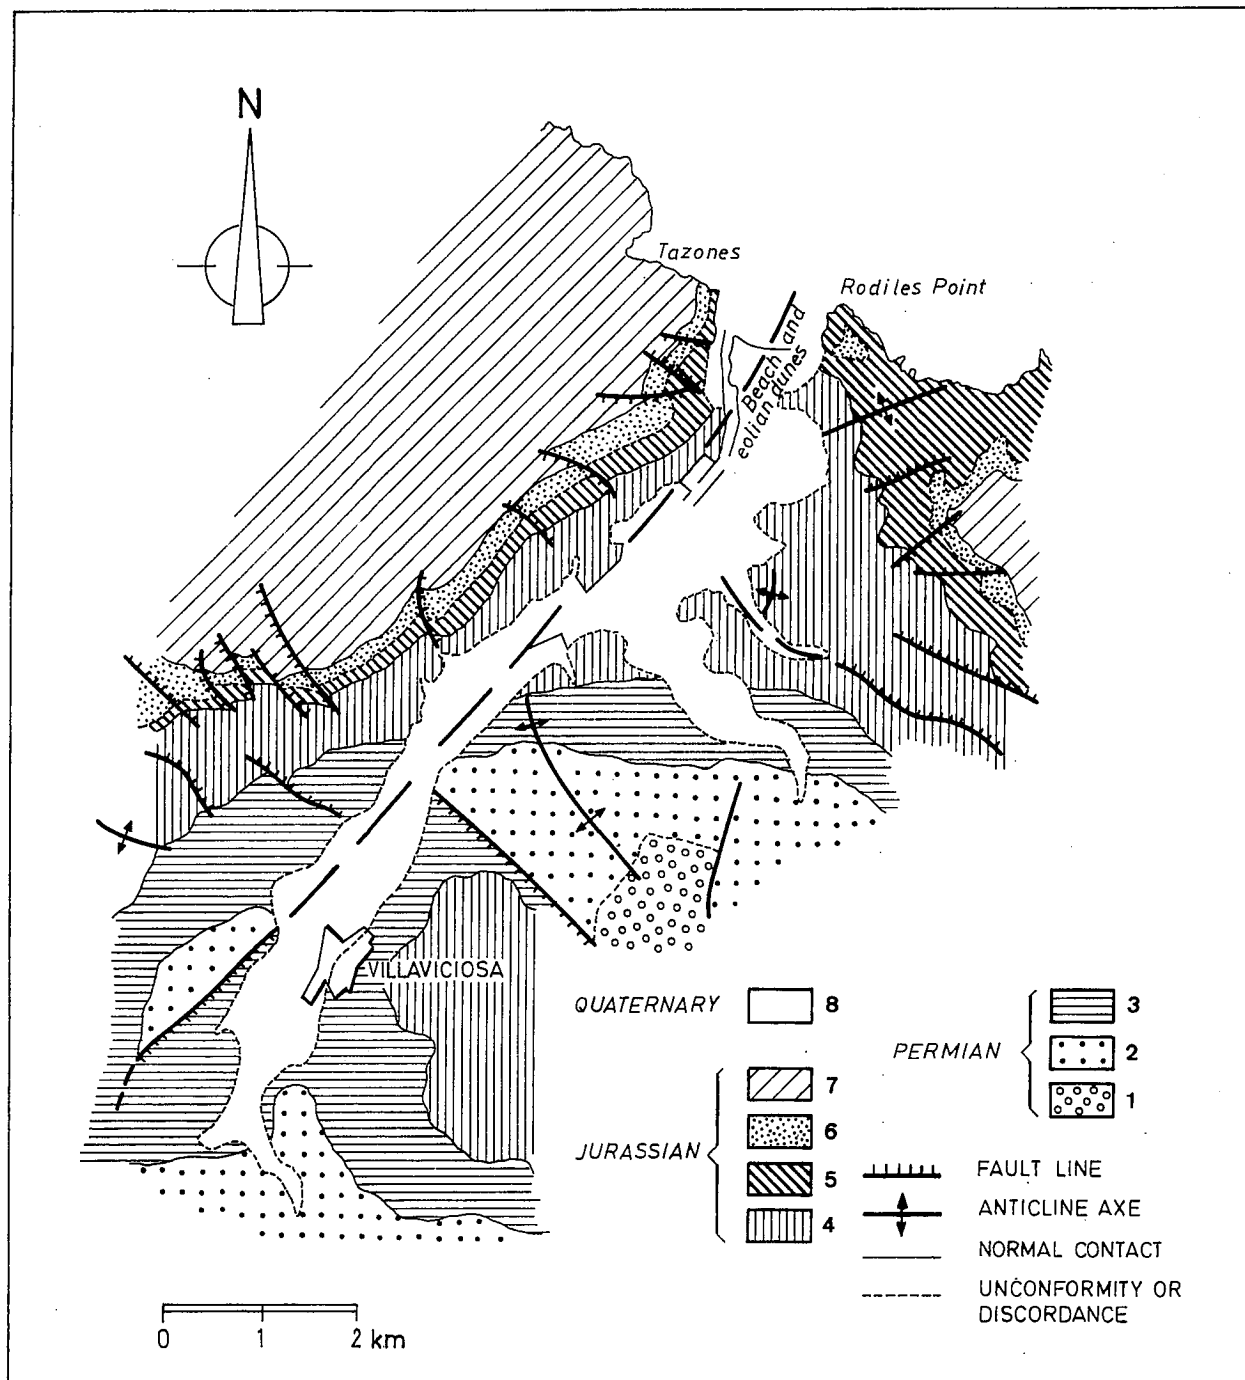 N
Tazones
Rodiles Point
Beach and
eolian dunes
VILLAVICIOSA
QUATERNARY
8
JURASSIAN
7
6
5
4
PERMIAN
3
2
1
FAULT LINE
ANTICLINE AXE
NORMAL CONTACT
UNCONFORMITY OR
DISCORDANCE
0 1 2 km